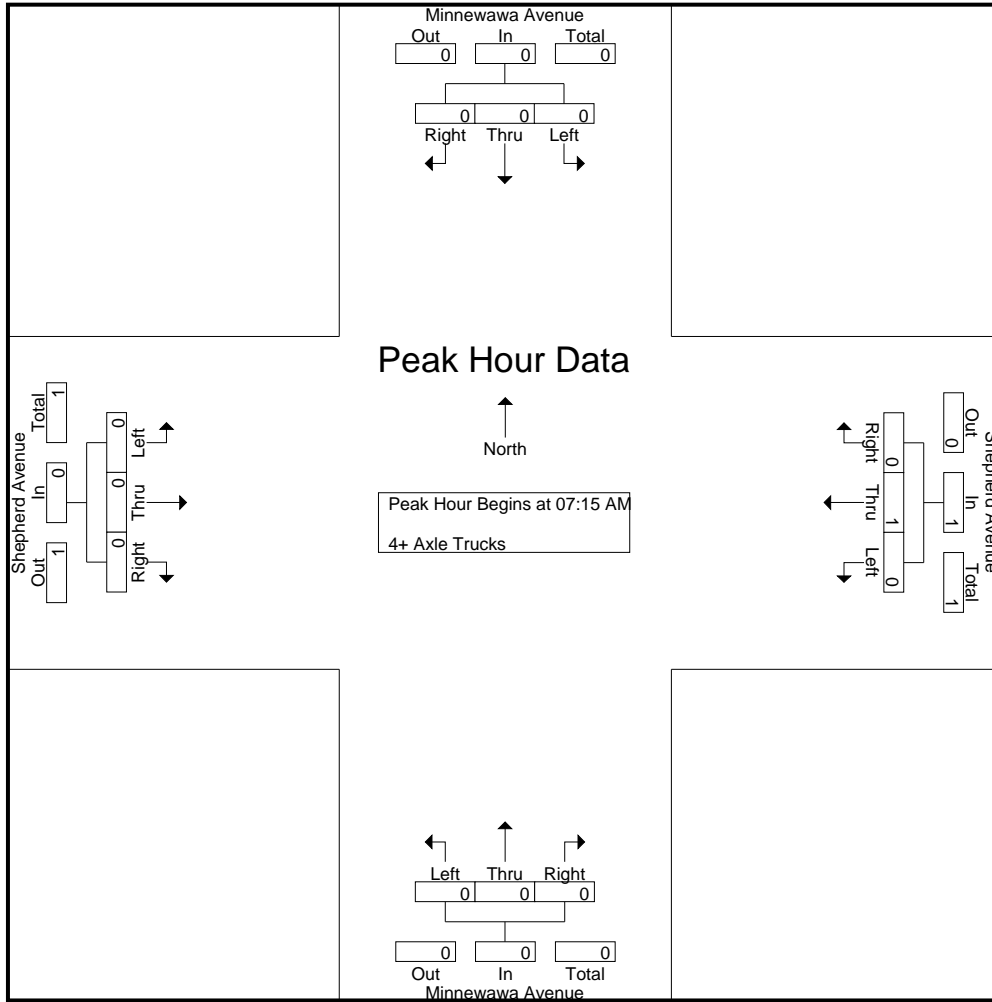 Minnewawa Avenue
Out In Total
0 0 0
0 0 0
Right Thru Left
Peak Hour Data
North
Peak Hour Begins at 07:15 AM
4+ Axle Trucks
Shepherd Avenue
Total In Out
1 0 1
0 0 0
Left Thru Right
Right Thru Left
0 1 0
Out In Total
0 1 1
Shepherd Avenue
Left Thru Right
0 0 0
0 0 0
Out In Total
Minnewawa Avenue